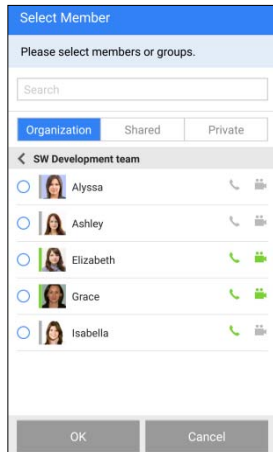 Select Member
Please select members or groups.
Search
Organization Shared Private
SW Development team
Alyssa
Ashley
Elizabeth
Grace
Isabella
OK Cancel